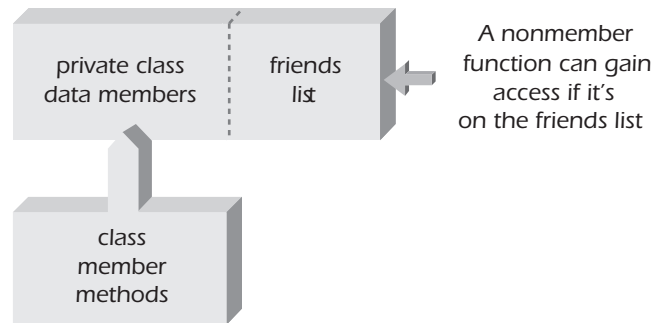 private class
data members
friends
list
A nonmember
function can gain
access if it's
on the friends list
class
member
methods